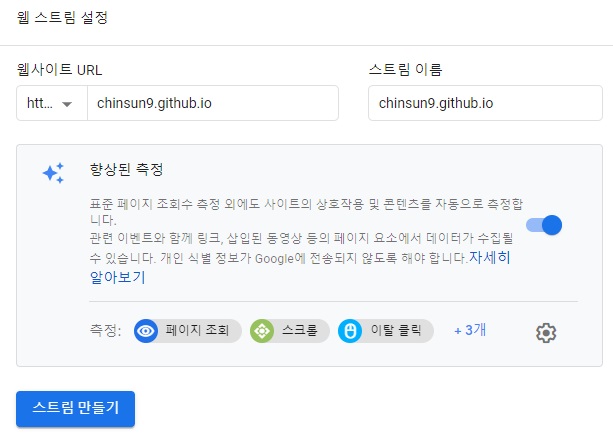 웹 스트림 설정
웹사이트 URL
스트림 이름
htt...
chinsun9.github.io
chinsun9.github.io
향상된 측정
표준 페이지 조회수 측정 외에도 사이트의 상호작용 및 콘텐츠를 자동으로 측정합
니다.
관련 이벤트와 함께 링크, 삽입된 동영상 등의 페이지 요소에서 데이터가 수집될
수 있습니다. 개인 식별 정보가 Google에 전송되지 않도록 해야 합니다.자세히
알아보기
측정: 페이지 조회 스크롤 이탈 클릭 + 3개
스트림 만들기